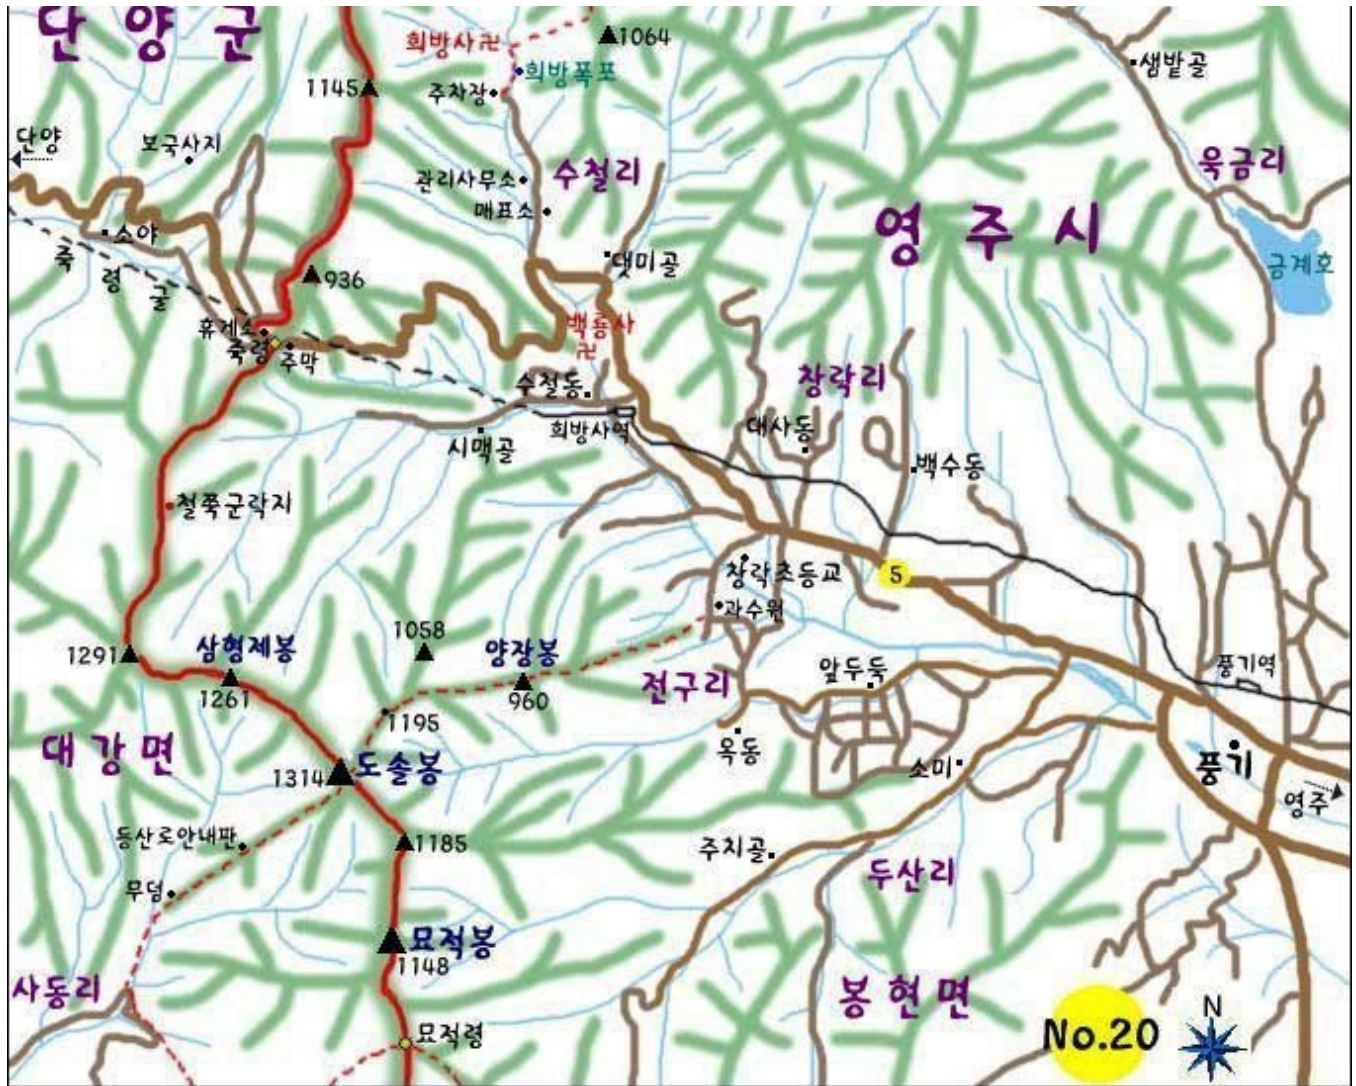 단 양 군
희방사 卍
1064
희방폭포
샘밭골
1145
주차장
단양
보국사지
수철리
욱금리
관리사무소
매표소
영 주 시
소야
댓미골
죽 령 굴
금계호
936
휴게소
백룡사
卍
죽령
주막
수철동
창락리
희방사역
대사동
시맥골
백수동
철쭉군락지
창락초등교
5
과수원
1058
삼형제봉
양장봉
1291
앞두둑
풍기역
1261
960
전구리
1195
대강면
옥동
도솔봉
1314
소미
풍기
영주
등산로안내판
1185
주치골
두산리
무덤
묘적봉
1148
사동리
봉현면
N
No.20
묘적령